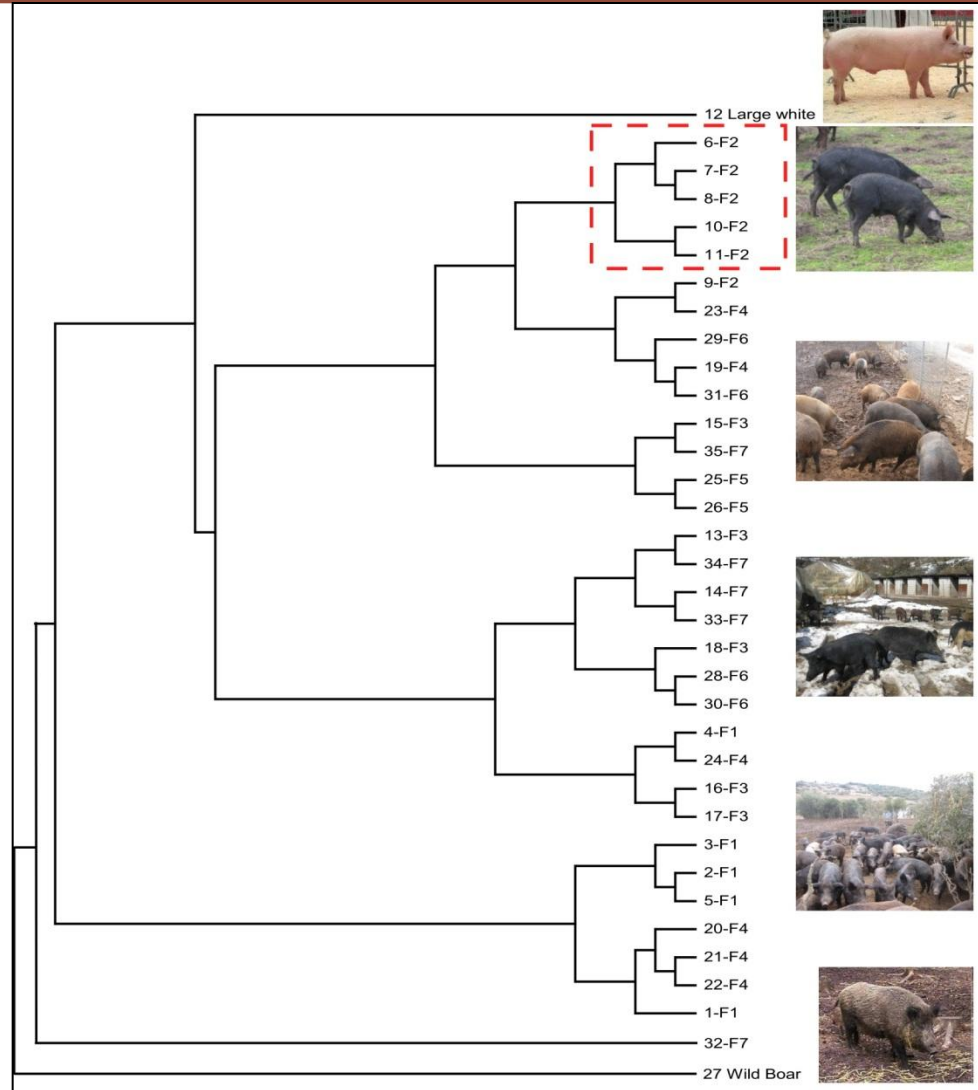 12 Large white
6-F2
7-F2
8-F2
10-F2
11-F2
9-F2
23-F4
29-F6
19-F4
31-F6
15-F3
35-F7
25-F5
26-F5
13-F3
34-F7
14-F7
33-F7
18-F3
28-F6
30-F6
4-F1
24-F4
16-F3
17-F3
3-F1
2-F1
5-F1
20-F4
21-F4
22-F4
1-F1
32-F7
27 Wild Boar